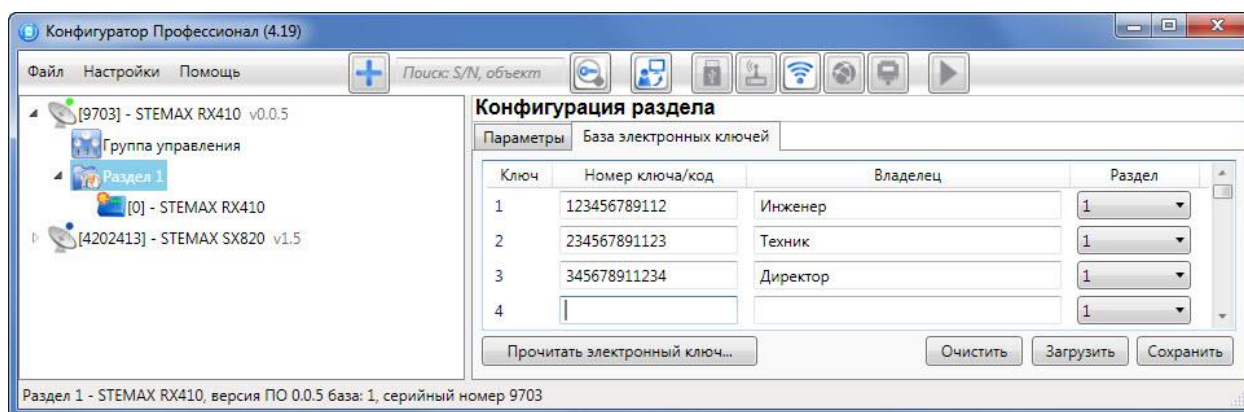 Конфигуратор Профессионал (4.19)
Файл Настройки Помощь Поиск: S/N, объект
[9703] - STEMAX RX410 v0.0.5
Группа управления
Раздел 1
[0] - STEMAX RX410
[4202413] - STEMAX SX820 v1.5
Конфигурация раздела
Параметры База электронных ключей
Ключ Номер ключа/код Владелец Раздел
1 123456789112 Инженер 1
2 234567891123 Техник 1
3 345678911234 Директор 1
4 1
Прочитать электронный ключ... Очистить Загрузить Сохранить
Раздел 1 - STEMAX RX410, версия ПО 0.0.5 база: 1, серийный номер 9703